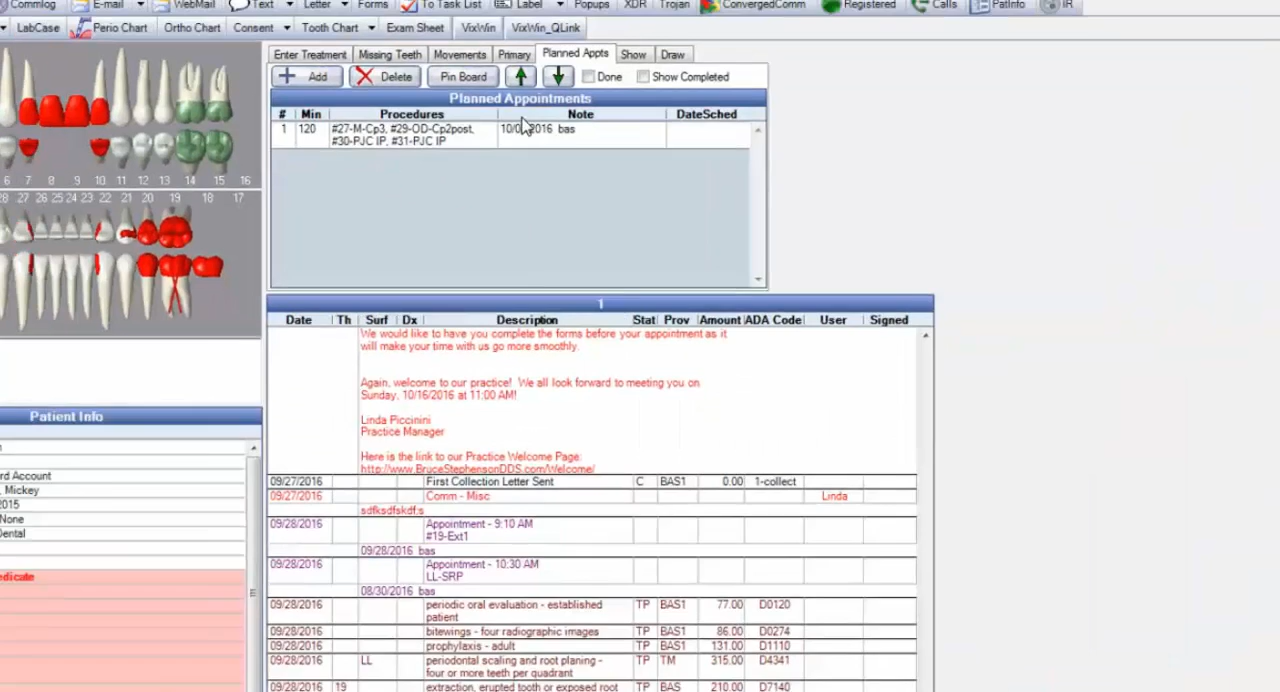 Commlog E-mail WebMail Text Letter Forms To Task List Label Popups XDR Trojan ConvergedComm Registered Calls PatInfo IR
LabCase Perio Chart Ortho Chart Consent Tooth Chart Exam Sheet VixWin VixWin_QLink
Enter Treatment Missing Teeth Movements Primary Planned Appts Show Draw
Add Delete Pin Board Done Show Completed
Planned Appointments
# Min Procedures Note DateSched
1 120 #27-M-Cp3, #29-OD-Cp2post, 2016 bas
#30-PJC IP, #31-PJC IP
6 7 8 9 10 11 12 13 14 15 16
28 27 26 25 24 23 22 21 20 19 18 17
1
Date Th Surf Dx Description Stat Prov Amount ADA Code User Signed
We would like to have you complete the forms before your appointment as it
will make your time with us go more smoothly.
Again, welcome to our practice! We all look forward to meeting you on
Sunday, 10/16/2016 at 11:00 AM!
Linda Piccinini
Practice Manager
Here is the link to our Practice Welcome Page:
http://www.BruceStephensonDDS.com/Welcome/
09/27/2016 First Collection Letter Sent C BAS1 0.00 1-collect
09/27/2016 Comm - Misc Linda
sdfksdfskdf;s
09/28/2016 Appointment - 9:10 AM
#19-Ext1
09/28/2016 bas
09/28/2016 Appointment - 10:30 AM
LL-SRP
08/30/2016 bas
09/28/2016 periodic oral evaluation - established TP BAS1 77.00 D0120
patient
09/28/2016 bitewings - four radiographic images TP BAS1 86.00 D0274
09/28/2016 prophylaxis - adult TP BAS1 131.00 D1110
09/28/2016 LL periodontal scaling and root planing - TP TM 315.00 D4341
four or more teeth per quadrant
09/28/2016 19 extraction, erupted tooth or exposed root TP BAS 210.00 D7140
Patient Info
rd Account
, Mickey
2015
None
Dental
edicate